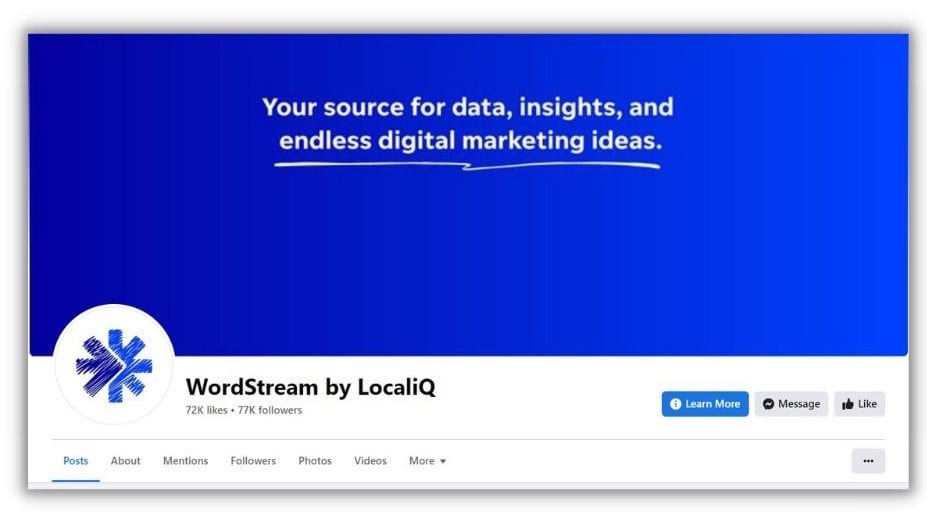 Your source for data, insights, and
endless digital marketing ideas.
WordStream by LocaliQ
72K likes • 77K followers
Learn More Message Like
Posts About Mentions Followers Photos Videos More